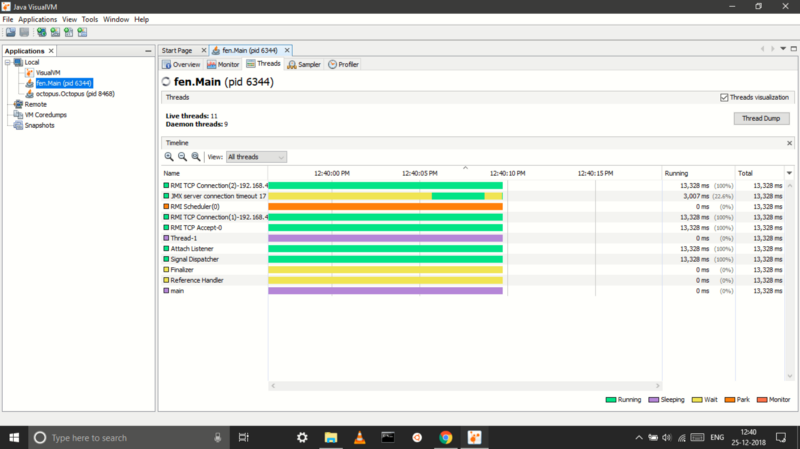 Java VisualVM
File Applications View Tools Window Help
Applications
Start Page fen.Main (pid 6344)
Local
VisualVM
fen.Main (pid 6344)
octopus.Octopus (pid 8468)
Remote
VM Coredumps
Snapshots
Overview Monitor Threads Sampler Profiler
fen.Main (pid 6344)
Threads Threads visualization
Live threads: 11
Daemon threads: 9
Thread Dump
Timeline
View: All threads
Name 12:40:00 PM 12:40:05 PM 12:40:10 PM 12:40:15 PM Running Total
RMI TCP Connection(2)-192.168.4 13,328 ms (100%) 13,328 ms
JMX server connection timeout 17 3,007 ms (22.6%) 13,328 ms
RMI Scheduler(0) 0 ms (0%) 13,328 ms
RMI TCP Connection(1)-192.168.4 13,328 ms (100%) 13,328 ms
RMI TCP Accept-0 13,328 ms (100%) 13,328 ms
Thread-1 0 ms (0%) 13,328 ms
Attach Listener 13,328 ms (100%) 13,328 ms
Signal Dispatcher 13,328 ms (100%) 13,328 ms
Finalizer 0 ms (0%) 13,328 ms
Reference Handler 0 ms (0%) 13,328 ms
main 0 ms (0%) 13,328 ms
Running Sleeping Wait Park Monitor
Type here to search
ENG
12:40
25-12-2018